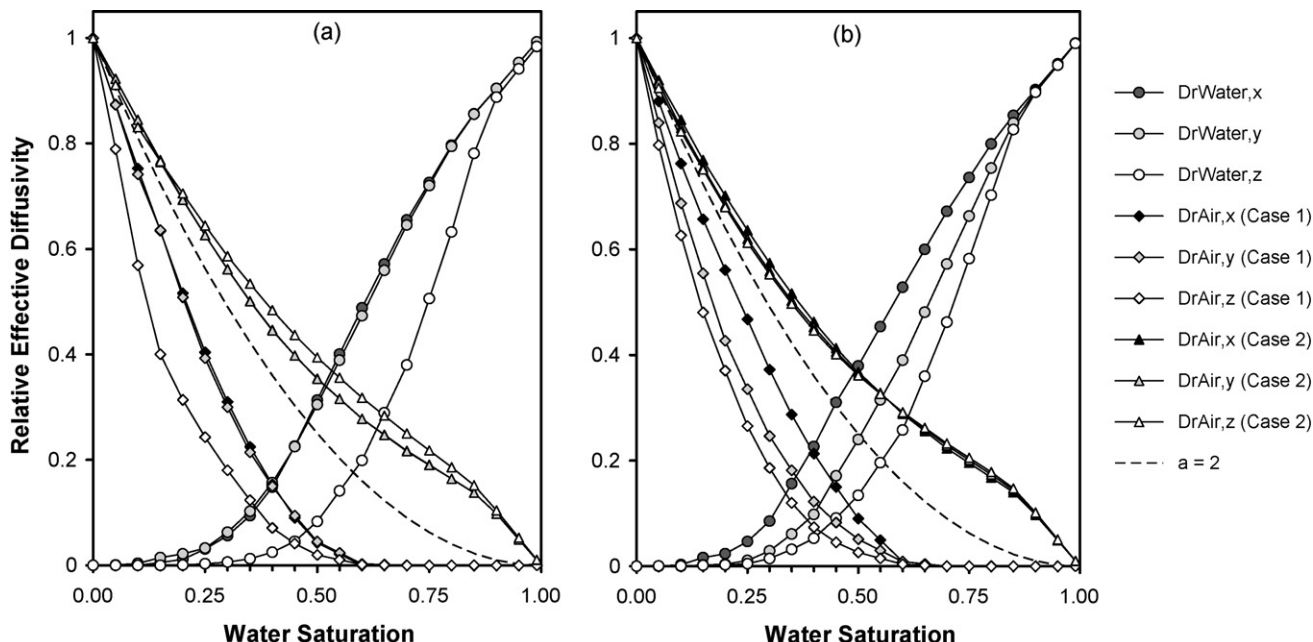 (a)
(b)
Relative Effective Diffusivity
1
0.8
0.6
0.4
0.2
0
0.00 0.25 0.50 0.75 1.00
Water Saturation
1
0.8
0.6
0.4
0.2
0
0.00 0.25 0.50 0.75 1.00
Water Saturation
DrWater,x
DrWater,y
DrWater,z
DrAir,x (Case 1)
DrAir,y (Case 1)
DrAir,z (Case 1)
DrAir,x (Case 2)
DrAir,y (Case 2)
DrAir,z (Case 2)
a = 2